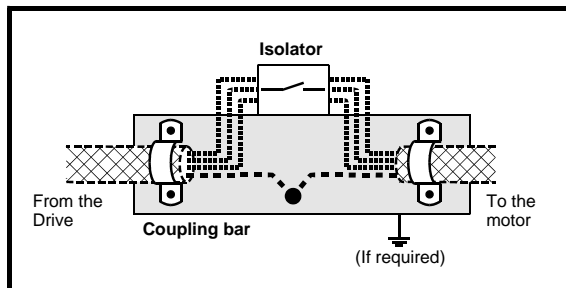 Isolator
From the
Drive
Coupling bar
To the
motor
(If required)